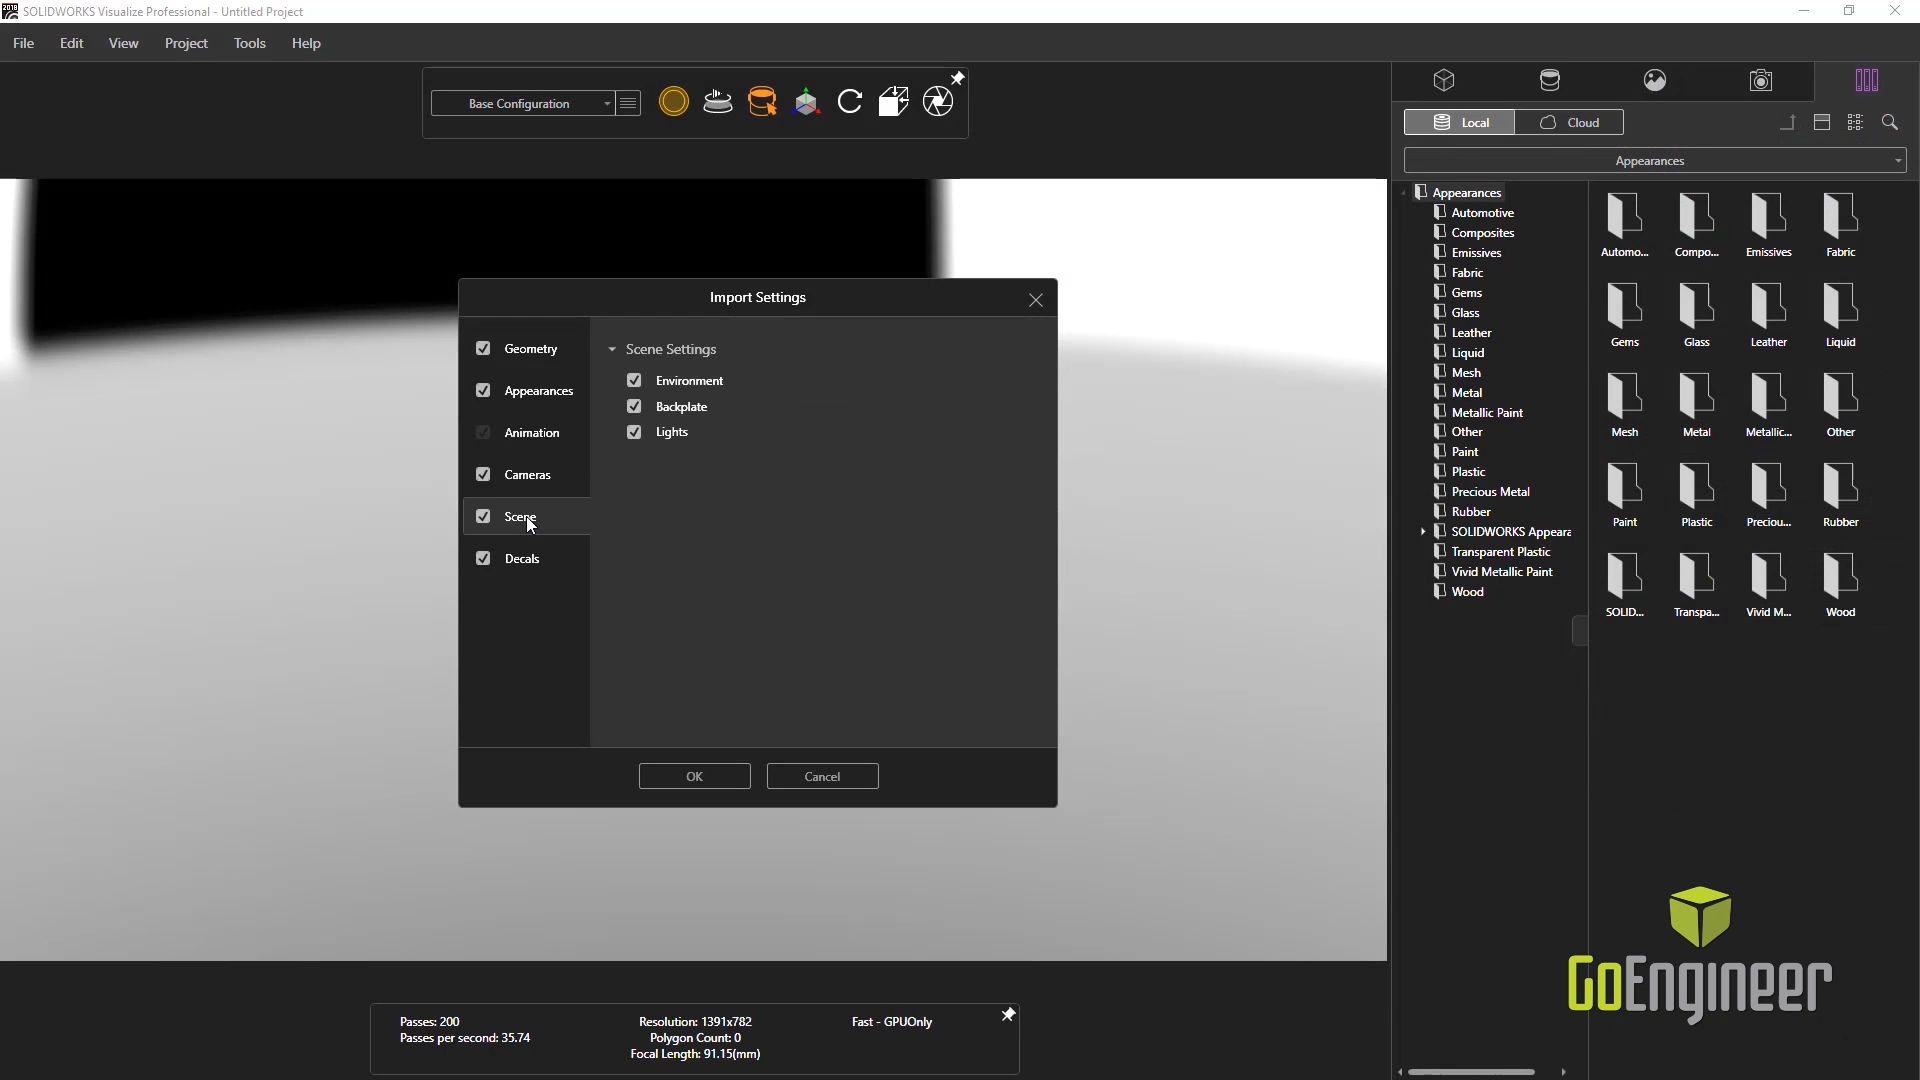 2018
SOLIDWORKS Visualize Professional - Untitled Project
File Edit View Project Tools Help
Base Configuration
Local Cloud
Appearances
Appearances
Automotive
Composites
Emissives
Fabric
Gems
Glass
Leather
Liquid
Mesh
Metal
Metallic Paint
Other
Paint
Plastic
Precious Metal
Rubber
SOLIDWORKS Appeara
Transparent Plastic
Vivid Metallic Paint
Wood
Automo... Compo... Emissives Fabric
Gems Glass Leather Liquid
Mesh Metal Metallic... Other
Paint Plastic Preciou... Rubber
SOLID... Transpa... Vivid M... Wood
Import Settings
Geometry
Appearances
Animation
Cameras
Scene
Decals
Scene Settings
Environment
Backplate
Lights
OK Cancel
Passes: 200
Passes per second: 35.74
Resolution: 1391x782
Polygon Count: 0
Focal Length: 91.15(mm)
Fast - GPUOnly
GoEngineer